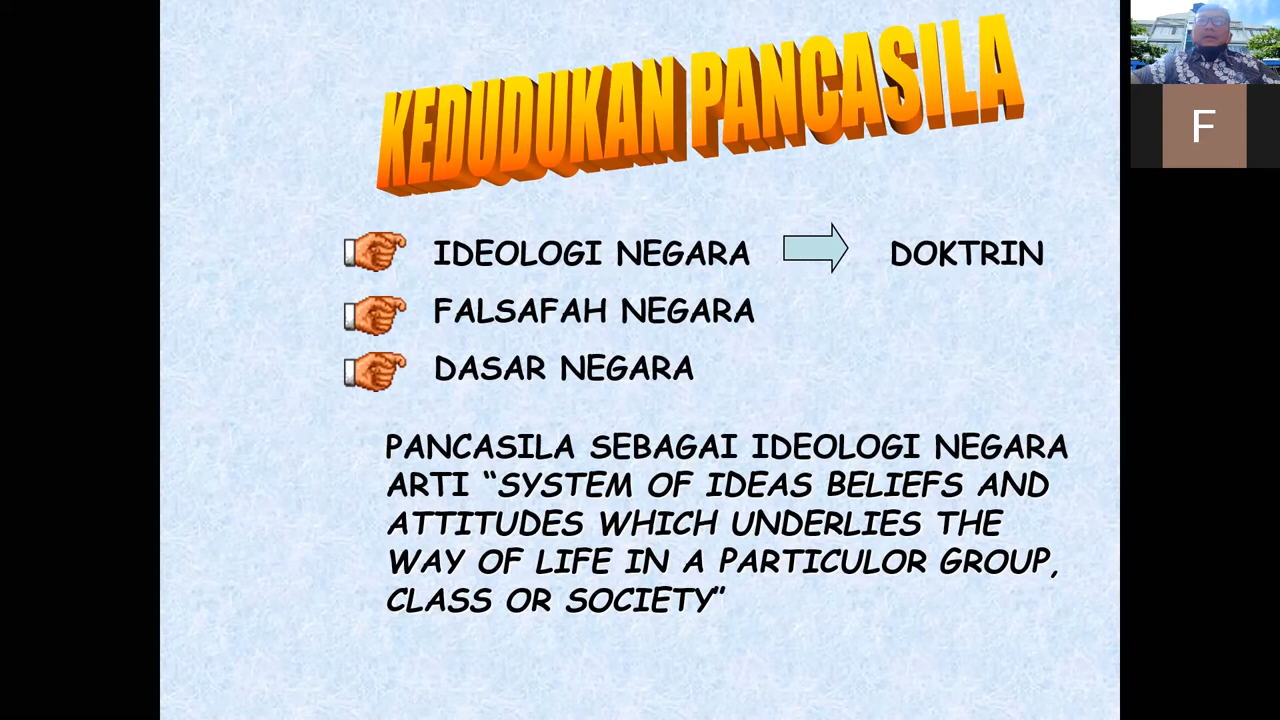 KEDUDUKAN PANCASILA
F
IDEOLOGI NEGARA DOKTRIN
FALSAFAH NEGARA
DASAR NEGARA
PANCASILA SEBAGAI IDEOLOGI NEGARA
ARTI “SYSTEM OF IDEAS BELIEFS AND
ATTITUDES WHICH UNDERLIES THE
WAY OF LIFE IN A PARTICULOR GROUP,
CLASS OR SOCIETY”